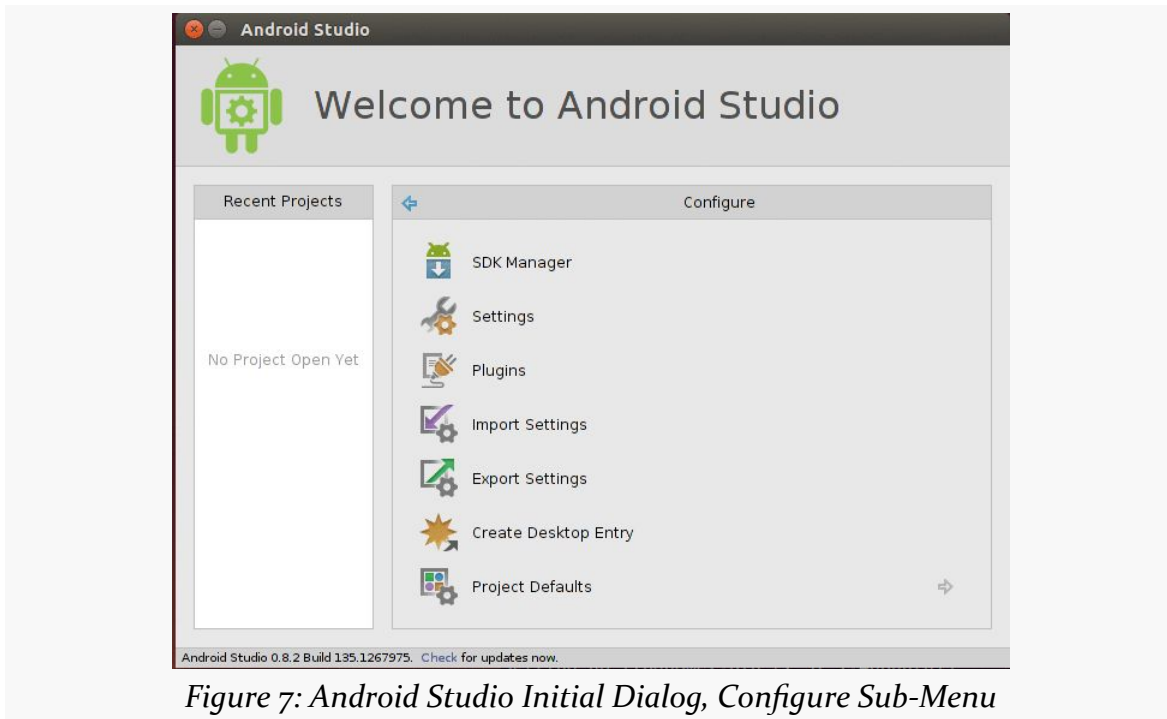 Android Studio
Welcome to Android Studio
Recent Projects
Configure
No Project Open Yet
SDK Manager
Settings
Plugins
Import Settings
Export Settings
Create Desktop Entry
Project Defaults
Android Studio 0.8.2 Build 135.1267975. Check for updates now.
Figure 7: Android Studio Initial Dialog, Configure Sub-Menu